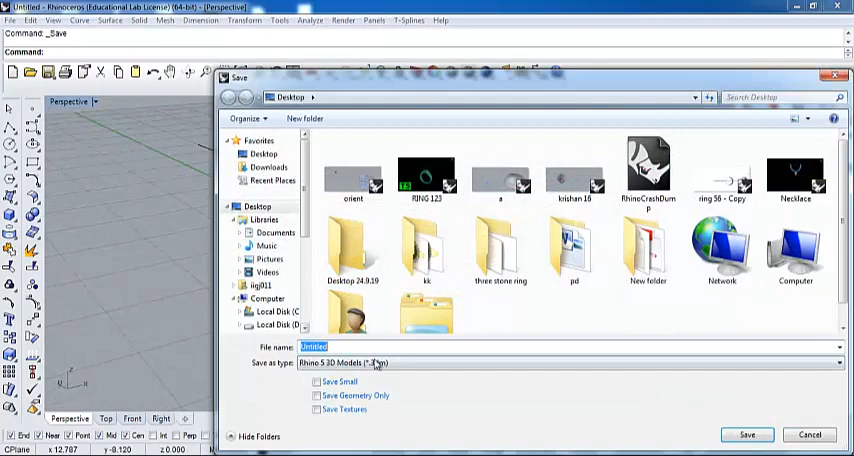 Untitled - Rhinoceros (Educational Lab License) (64-bit) - [Perspective]
File Edit View Curve Surface Solid Mesh Dimension Transform Tools Analyze Render Panels T-Splines Help
Command: _Save
Command:
Perspective
Save
Desktop
Search Desktop
Organize
New folder
Favorites
Desktop
Downloads
Recent Places
Desktop
Libraries
Documents
Music
Pictures
Videos
iigj011
Computer
Local Disk (C
Local Disk (D
orient
RING 123
a
krishan 16
RhinoCrashDum
p
ring 56 - Copy
Necklace
TS
Desktop 24.9.19
kk
three stone ring
pd
New folder
Network
Computer
File name: Untitled
Save as type: Rhino 5 3D Models (*.3dm)
Save Small
Save Geometry Only
Save Textures
Hide Folders
Save
Cancel
y
x
Perspective Top Front Right
End Near Point Mid Cen Int Perp
CPlane x 12.787 y -8.120 z 0.000